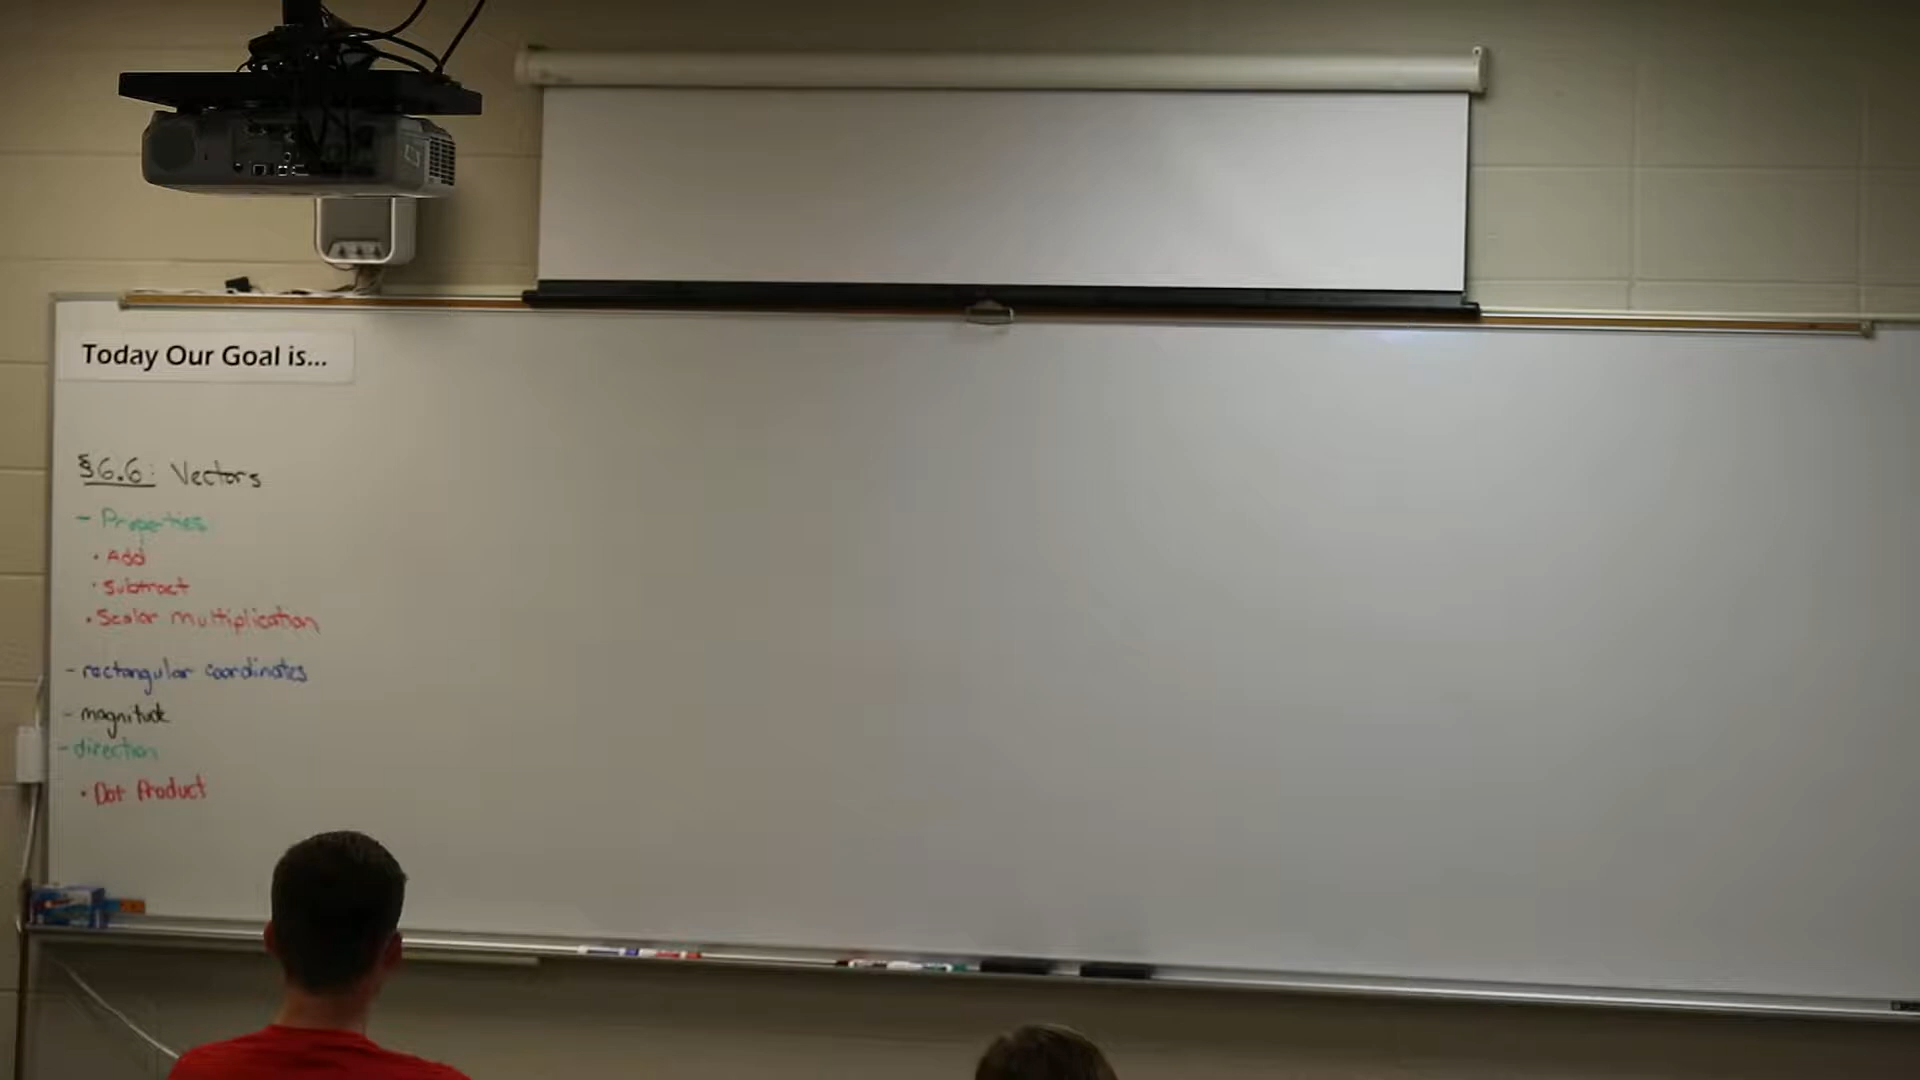 Today Our Goal is...
§6.6: Vectors
- Properties
• Add
• Subtract
• Scalar multiplication
- rectangular coordinates
- magnitude
- direction
• Dot Product